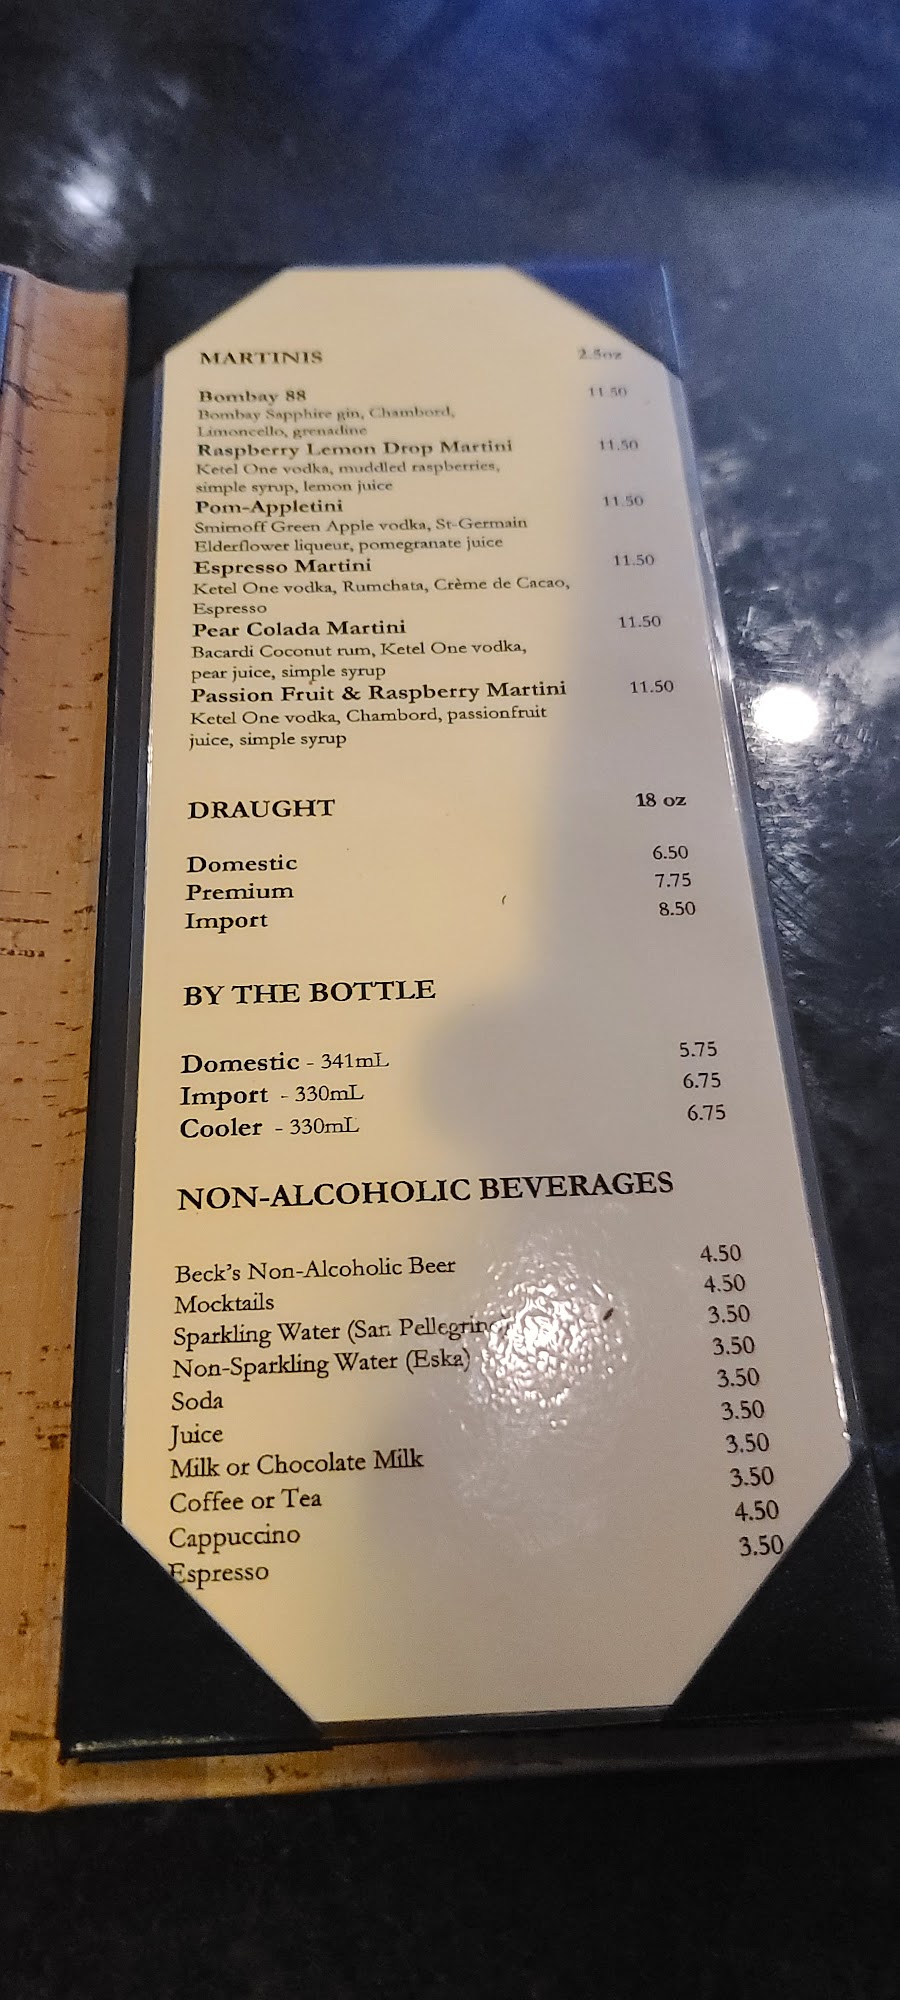 MARTINIS 2.5oz
Bombay 88 11.50
Bombay Sapphire gin, Chambord,
Limoncello, grenadine
Raspberry Lemon Drop Martini 11.50
Ketel One vodka, muddled raspberries,
simple syrup, lemon juice
Pom-Appletini 11.50
Smirnoff Green Apple vodka, St-Germain
Elderflower liqueur, pomegranate juice
Espresso Martini 11.50
Ketel One vodka, Rumchata, Crème de Cacao,
Espresso
Pear Colada Martini 11.50
Bacardi Coconut rum, Ketel One vodka,
pear juice, simple syrup
Passion Fruit & Raspberry Martini 11.50
Ketel One vodka, Chambord, passionfruit
juice, simple syrup
DRAUGHT 18 oz
Domestic 6.50
Premium 7.75
Import 8.50
BY THE BOTTLE
Domestic - 341mL 5.75
Import - 330mL 6.75
Cooler - 330mL 6.75
NON-ALCOHOLIC BEVERAGES
Beck's Non-Alcoholic Beer 4.50
Mocktails 4.50
Sparkling Water (San Pellegrino) 3.50
Non-Sparkling Water (Eska) 3.50
Soda 3.50
Juice 3.50
Milk or Chocolate Milk 3.50
Coffee or Tea 3.50
Cappuccino 4.50
Espresso 3.50